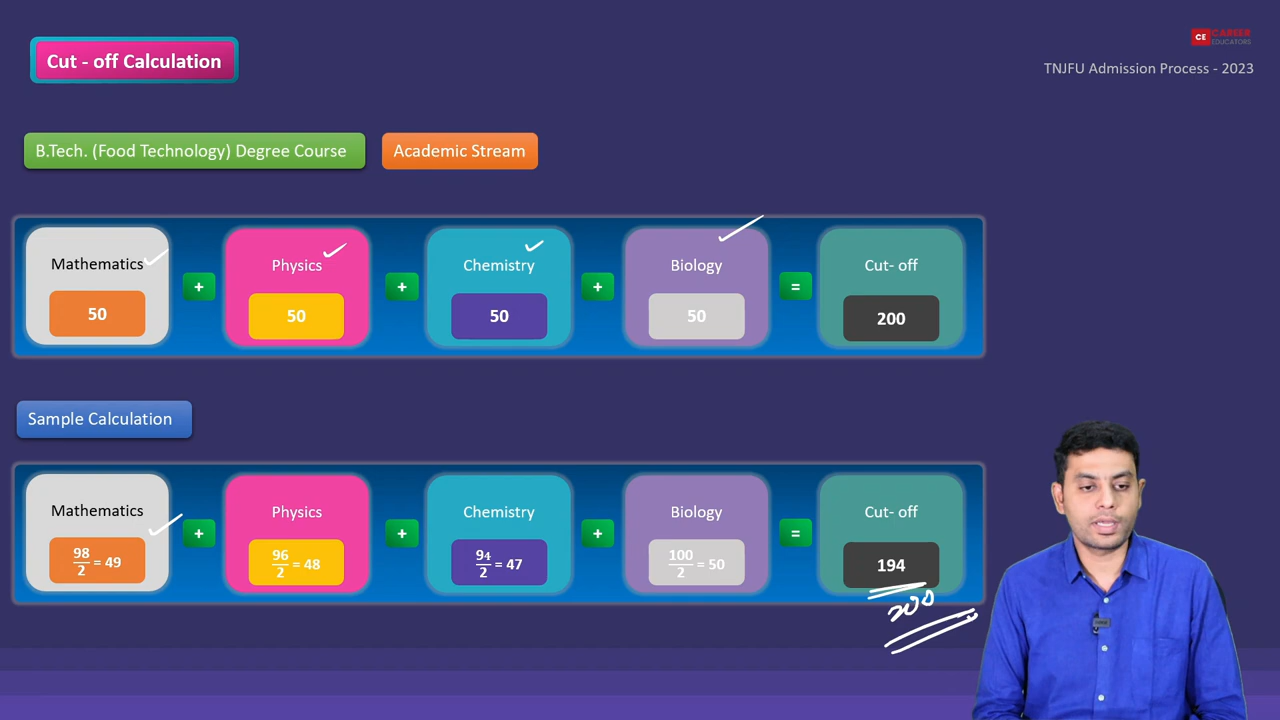 Cut - off Calculation
CE CAREER
EDUCATORS
TNJFU Admission Process - 2023
B.Tech. (Food Technology) Degree Course
Academic Stream
Mathematics + Physics + Chemistry + Biology = Cut- off
50 50 50 50 200
Sample Calculation
Mathematics + Physics + Chemistry + Biology = Cut- off
98/2 = 49 96/2 = 48 94/2 = 47 100/2 = 50 194
200